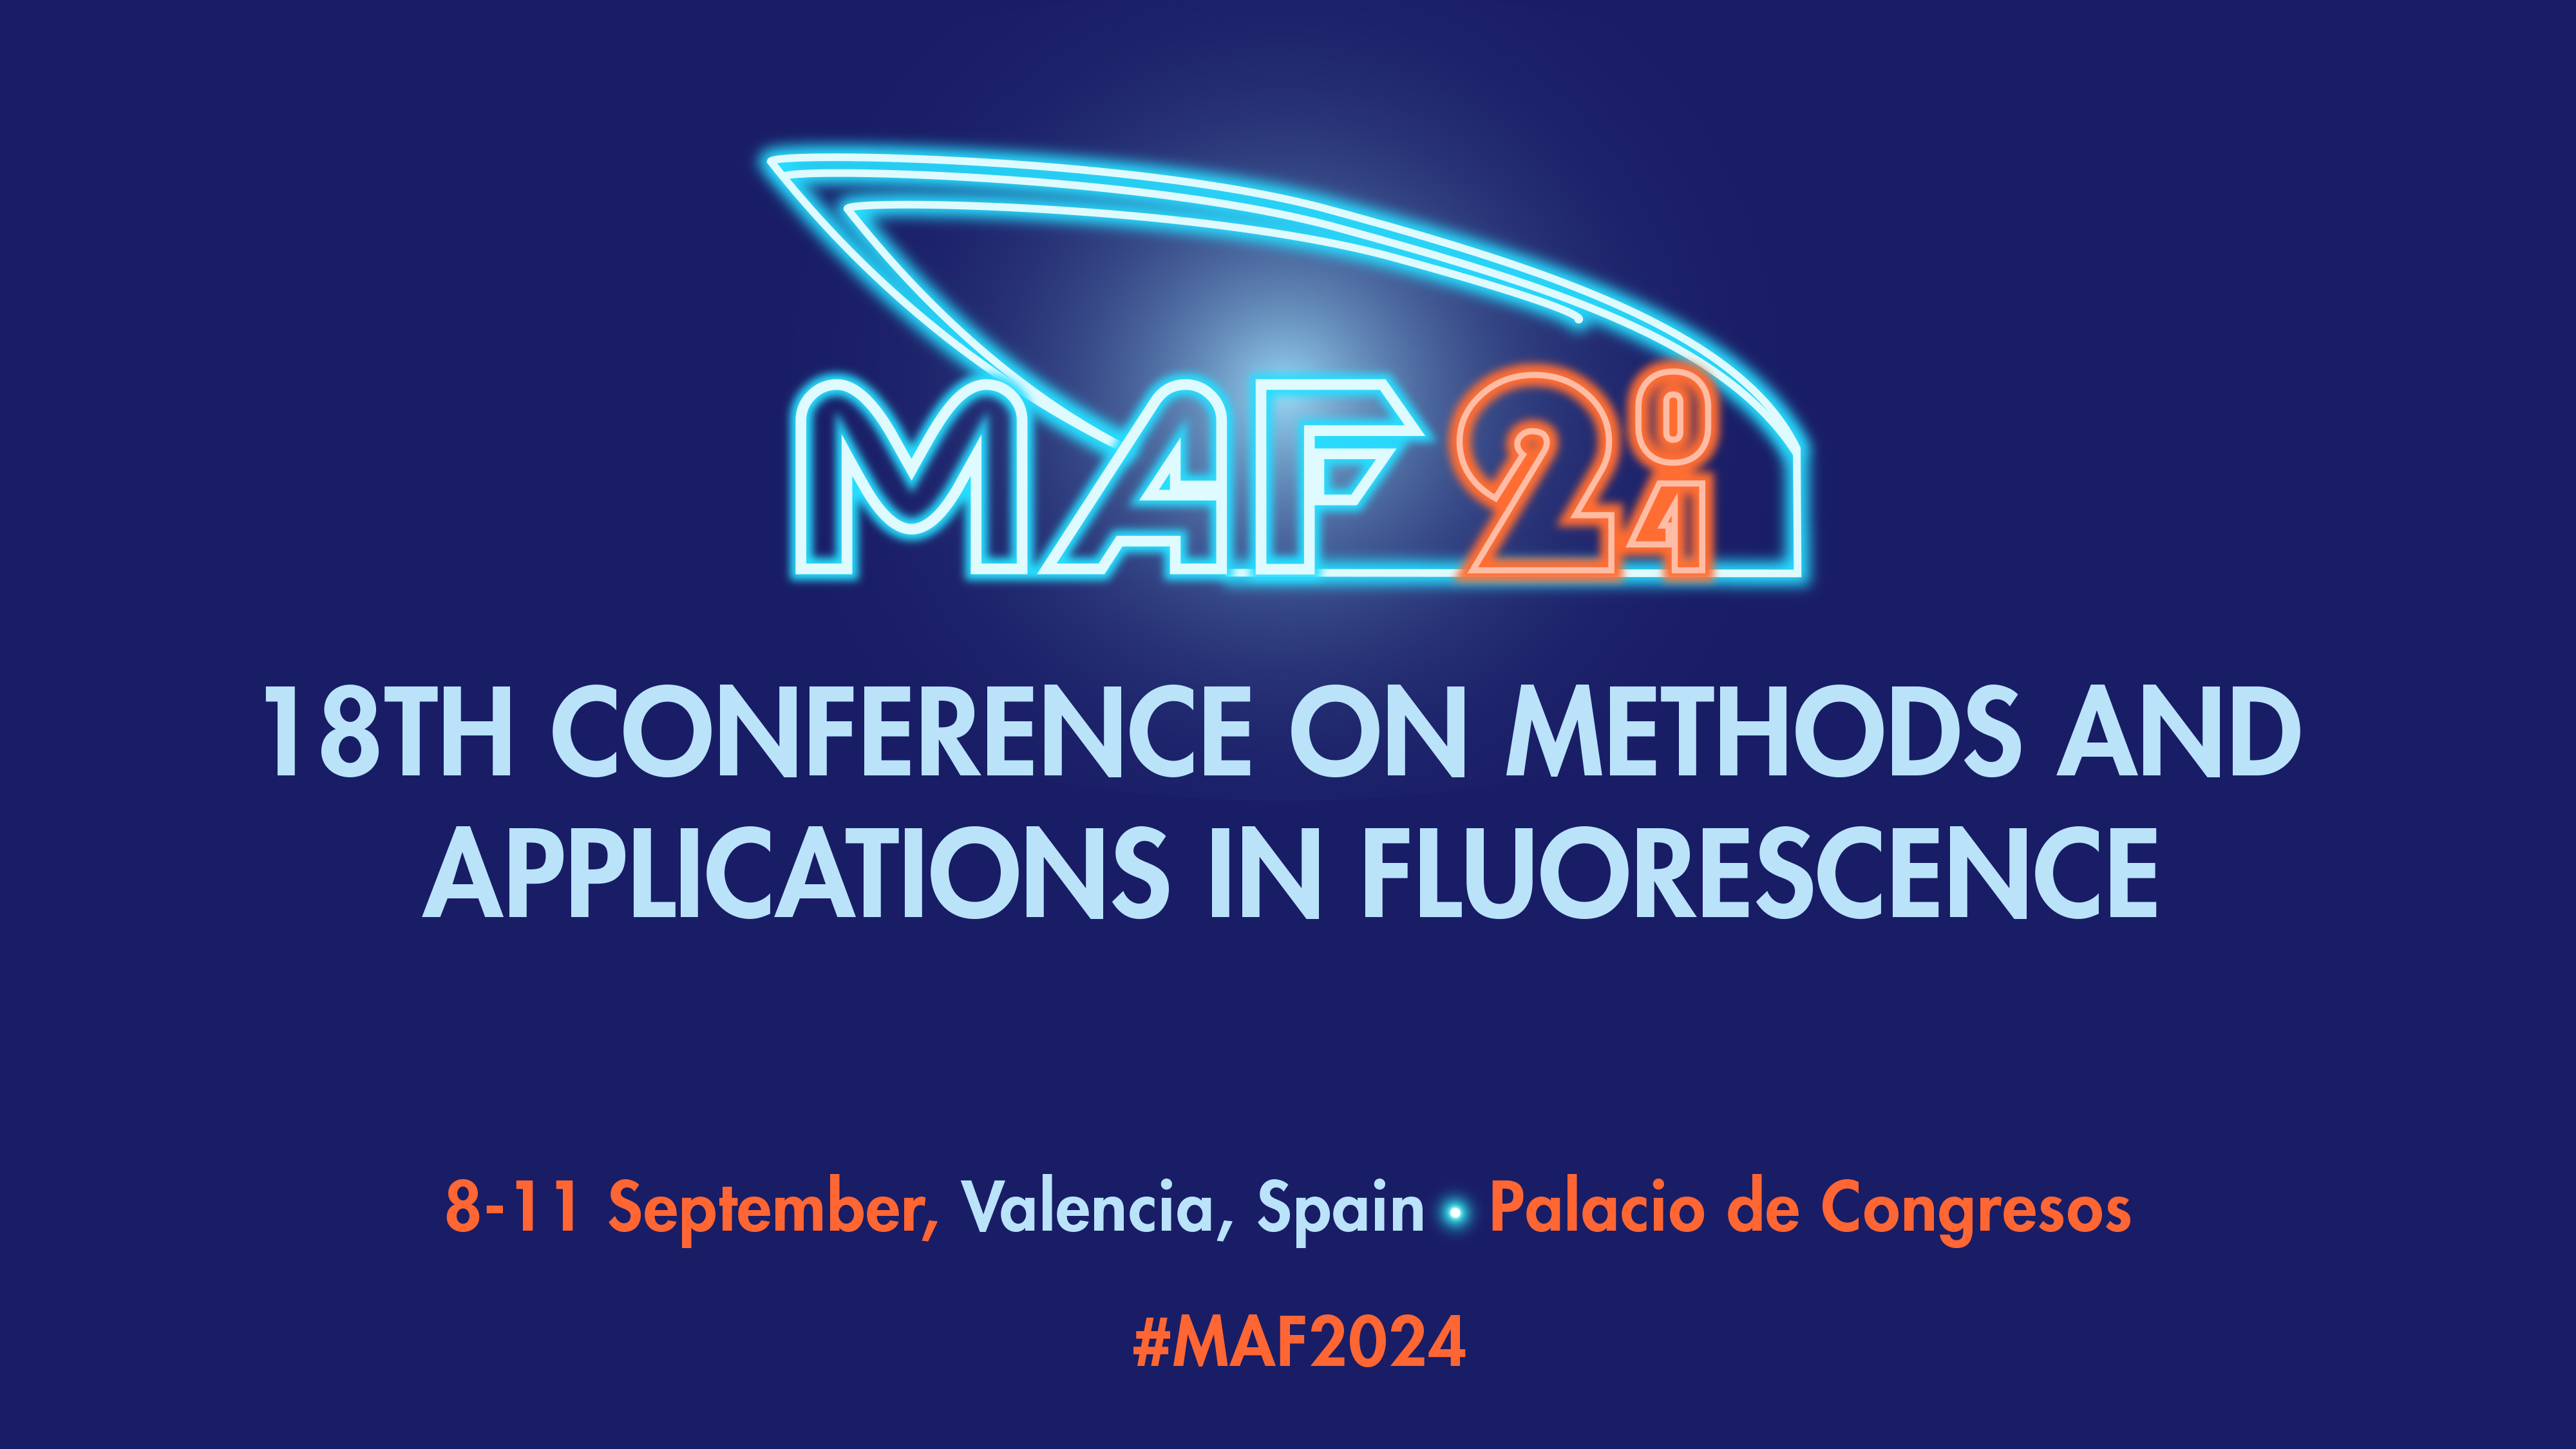 MAF 2024
18TH CONFERENCE ON METHODS AND
APPLICATIONS IN FLUORESCENCE
8-11 September, Valencia, Spain • Palacio de Congresos
#MAF2024